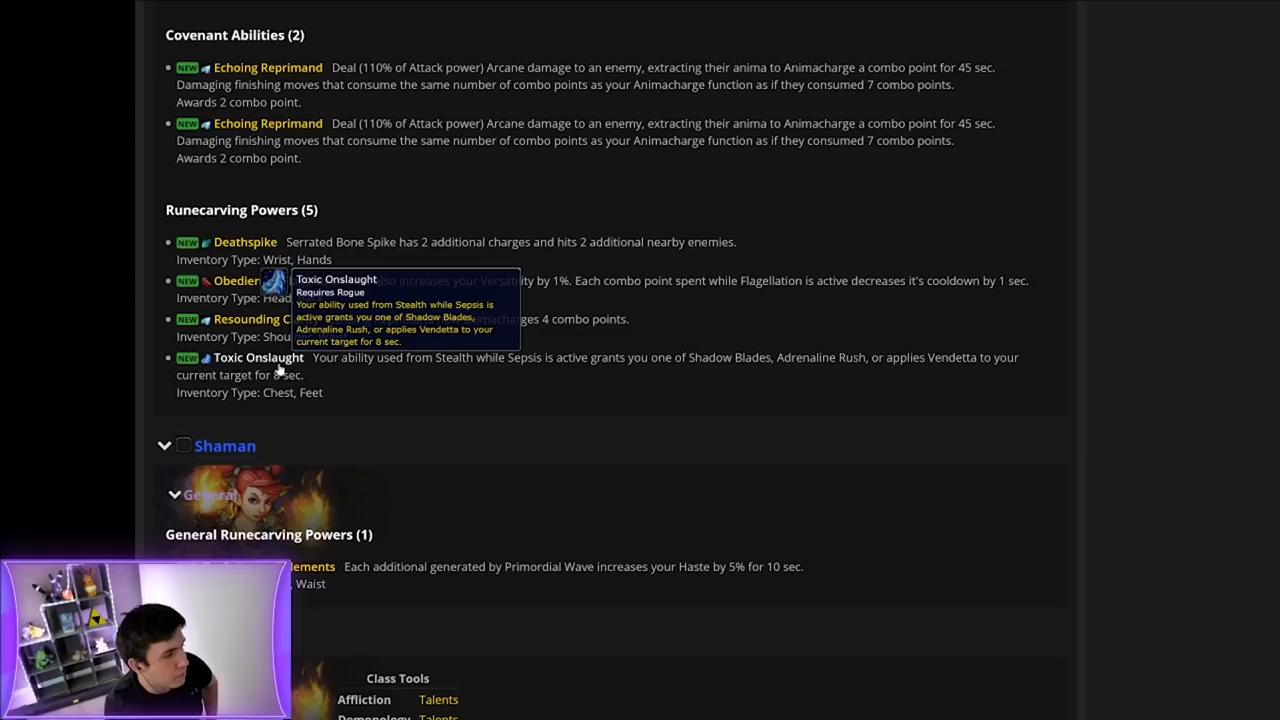 Covenant Abilities (2)
NEW Echoing Reprimand Deal (110% of Attack power) Arcane damage to an enemy, extracting their anima to Animacharge a combo point for 45 sec.
Damaging finishing moves that consume the same number of combo points as your Animacharge function as if they consumed 7 combo points.
Awards 2 combo point.
NEW Echoing Reprimand Deal (110% of Attack power) Arcane damage to an enemy, extracting their anima to Animacharge a combo point for 45 sec.
Damaging finishing moves that consume the same number of combo points as your Animacharge function as if they consumed 7 combo points.
Awards 2 combo point.
Runecarving Powers (5)
NEW Deathspike Serrated Bone Spike has 2 additional charges and hits 2 additional nearby enemies.
Inventory Type: Wrist, Hands
NEW Obedien also increases your Versatility by 1%. Each combo point spent while Flagellation is active decreases it's cooldown by 1 sec.
Inventory Type: Head
Toxic Onslaught
Requires Rogue
Your ability used from Stealth while Sepsis is
active grants you one of Shadow Blades,
Adrenaline Rush, or applies Vendetta to your
current target for 8 sec.
NEW Resounding C 4 combo points.
Inventory Type: Shou
NEW Toxic Onslaught Your ability used from Stealth while Sepsis is active grants you one of Shadow Blades, Adrenaline Rush, or applies Vendetta to your
current target for 8 sec.
Inventory Type: Chest, Feet
Shaman
General
General Runecarving Powers (1)
lements Each additional generated by Primordial Wave increases your Haste by 5% for 10 sec.
, Waist
Class Tools
Affliction Talents
Demonology Talents